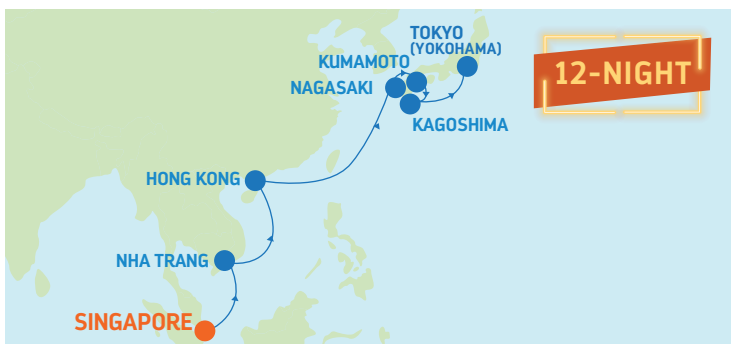 TOKYO
(YOKOHAMA)
12-NIGHT
KUMAMOTO
NAGASAKI
KAGOSHIMA
HONG KONG
NHA TRANG
SINGAPORE